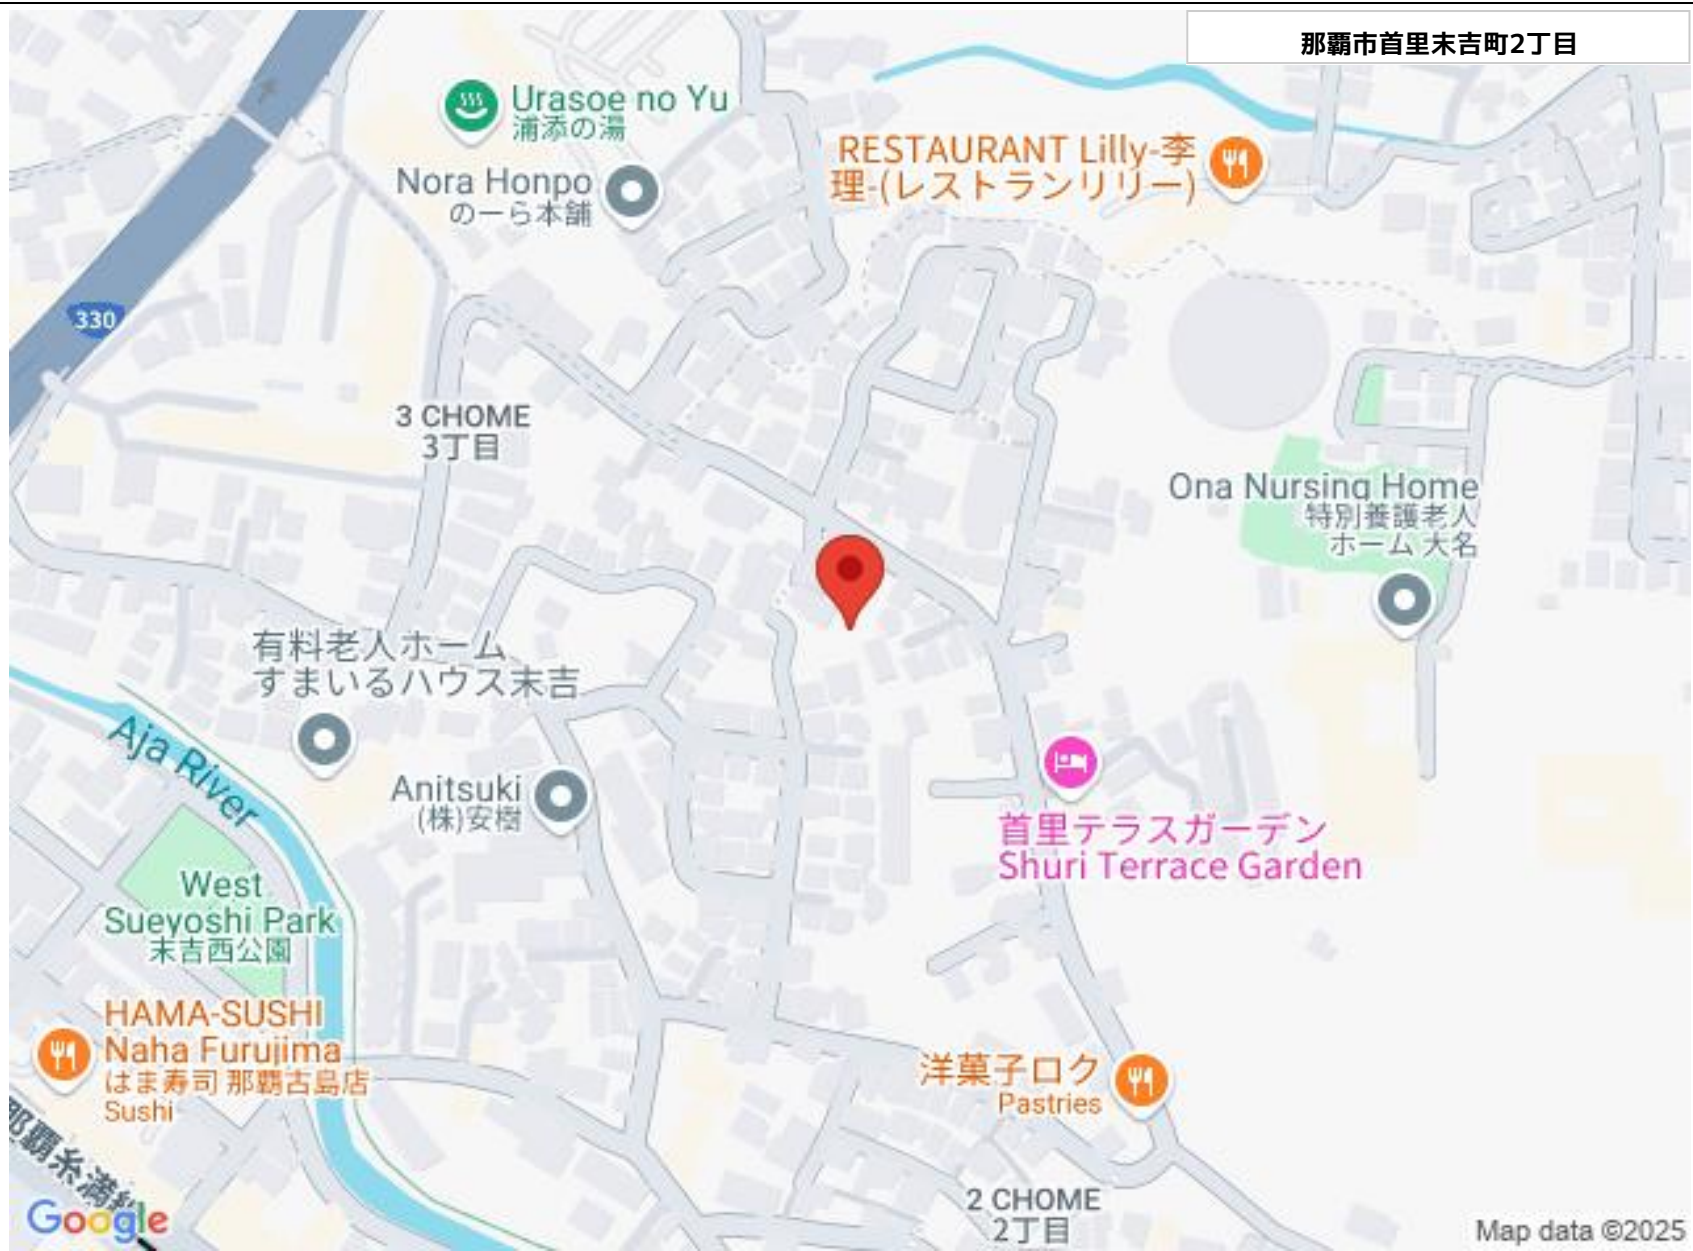 那覇市首里末吉町2丁目
Urasoe no Yu
浦添の湯
RESTAURANT Lilly-李
理-(レストランリリー)
Nora Honpo
のーら本舗
330
3 CHOME
3丁目
Ona Nursing Home
特別養護老人
ホーム 大名
有料老人ホーム
すまいるハウス末吉
Aja River
Anitsuki
(株)安樹
首里テラスガーデン
Shuri Terrace Garden
West
Sueyoshi Park
末吉西公園
HAMA-SUSHI
Naha Furujima
はま寿司 那覇古島店
Sushi
洋菓子ロク
Pastries
那覇糸満線
2 CHOME
2丁目
Google
Map data ©2025